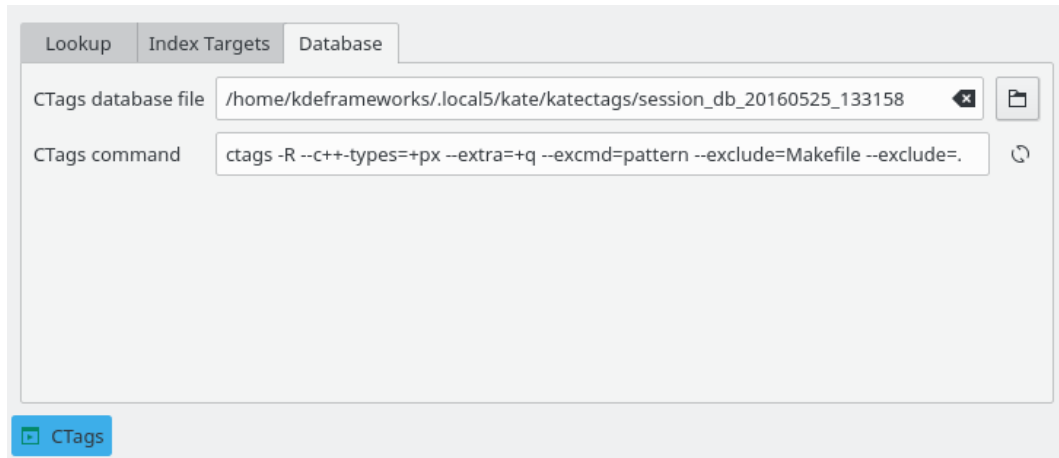 Lookup Index Targets Database
CTags database file /home/kdeframeworks/.local5/kate/katectags/session_db_20160525_133158
CTags command ctags -R --c++-types=+px --extra=+q --excmd=pattern --exclude=Makefile --exclude=.
CTags